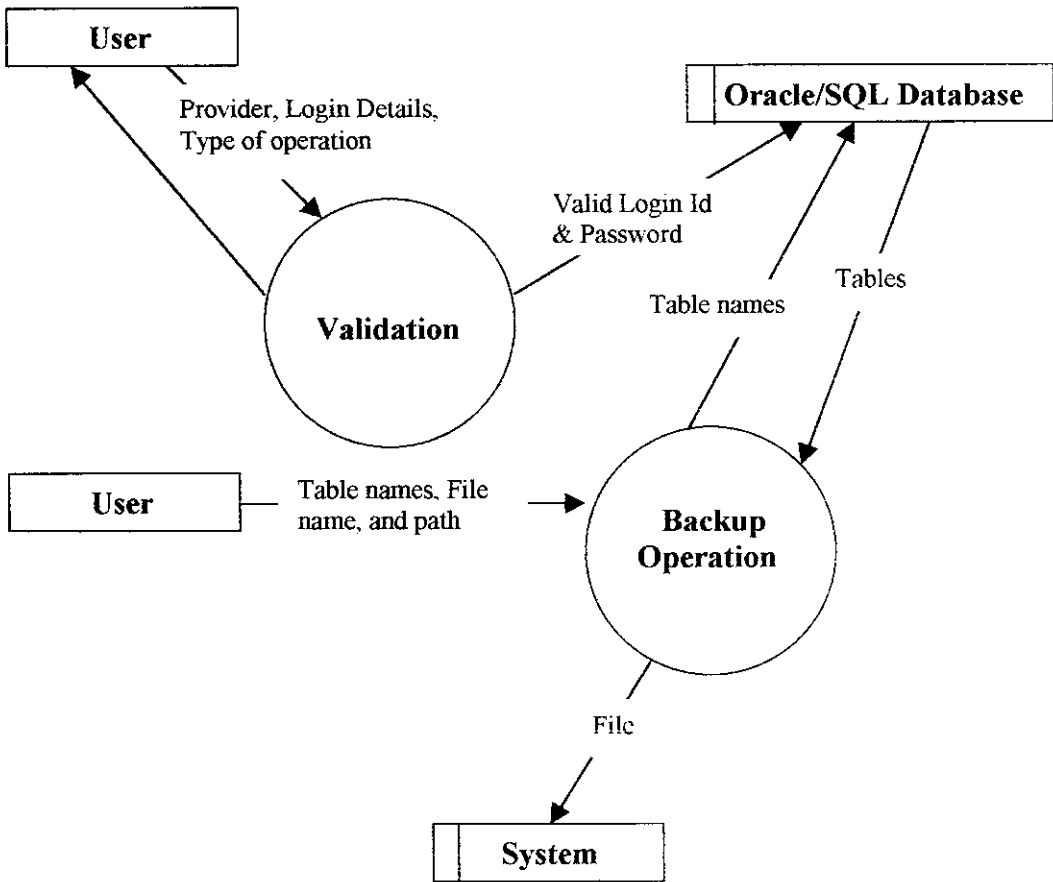 User
Oracle/SQL Database
Provider, Login Details,
Type of operation
Valid Login Id
& Password
Tables
Table names
Validation
User
Table names, File
name, and path
Backup
Operation
File
System